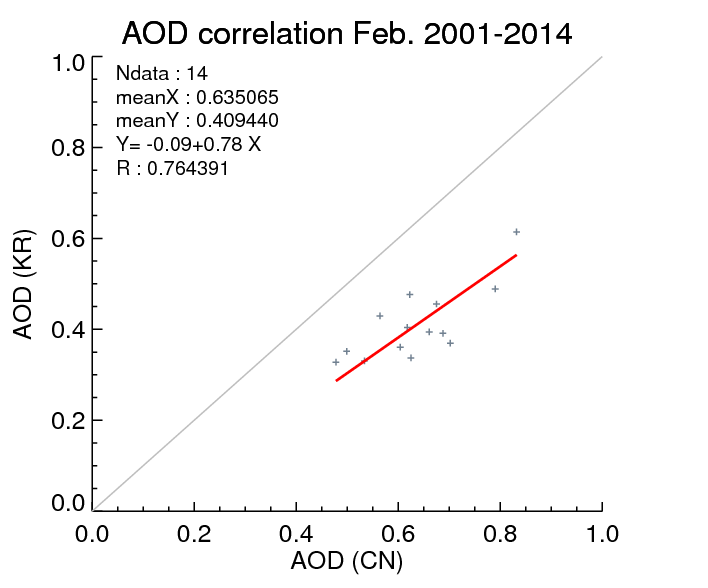 AOD correlation Feb. 2001-2014
1.0
Ndata : 14
meanX : 0.635065
meanY : 0.409440
Y= -0.09+0.78 X
R : 0.764391
0.8
0.6
0.4
0.2
0.0
AOD (KR)
0.0 0.2 0.4 0.6 0.8 1.0
AOD (CN)